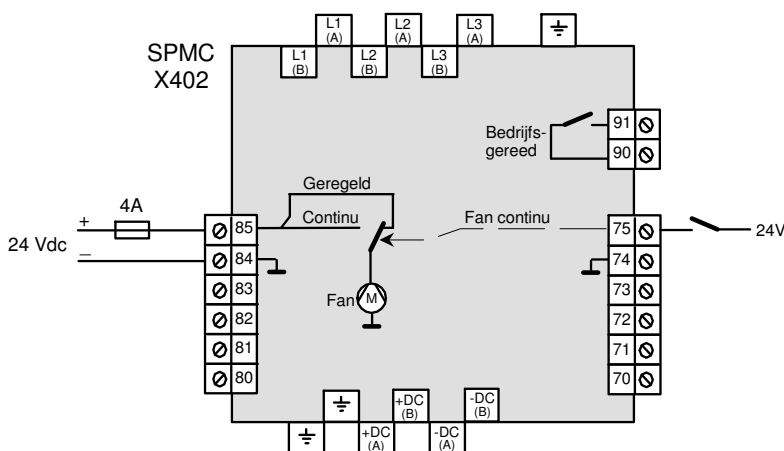 SPMC
X402
L1
(A)
L2
(A)
L3
(A)
L1
(B)
L2
(B)
L3
(B)
Bedrijfs-
gereed
91
90
Geregeld
Continu
Fan continu
4A
+
24 Vdc
–
85
84
83
82
81
80
Fan
M
75
74
73
72
71
70
24V
+DC
(B)
-DC
(B)
+DC
(A)
-DC
(A)